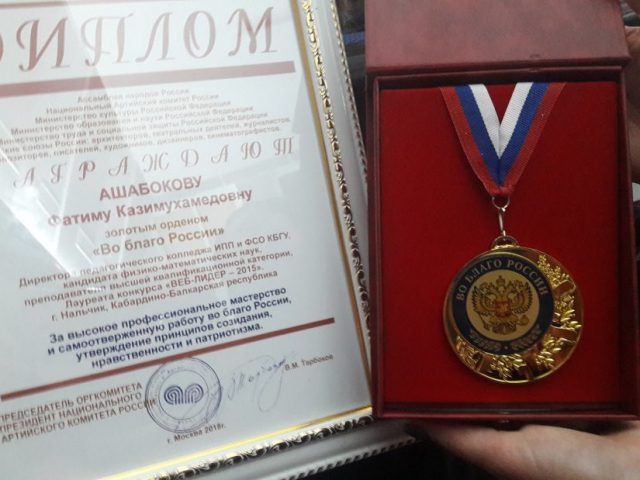 ДИПЛОМ
Ассамблея народов России
Национальный Артийский комитет России
Министерство культуры Российской Федерации
Министерство образования и науки Российской Федерации
Министерство труда и социальной защиты Российской Федерации
союзы России: архитекторов, театральных деятелей, журналистов,
писателей, художников, дизайнеров, кинематографистов.
НАГРАЖДАЮТ
АШАБОКОВУ
Фатиму Казимухамедовну
золотым орденом
«Во благо России»
Директора педагогического колледжа ИПП и ФСО КБГУ,
кандидата физико-математических наук,
преподавателя высшей квалификационной категории,
Лауреата конкурса «ВЕБ-ЛИДЕР – 2015».
г. Нальчик, Кабардино-Балкарская республика
За высокое профессиональное мастерство
и самоотверженную работу во благо России,
утверждение принципов созидания,
нравственности и патриотизма.
ПРЕДСЕДАТЕЛЬ ОРГКОМИТЕТА
ПРЕЗИДЕНТ НАЦИОНАЛЬНОГО
АРТИЙСКОГО КОМИТЕТА РОССИИ
В.М. Тарбоков
г. Москва 2018г.
ВО БЛАГО РОССИИ